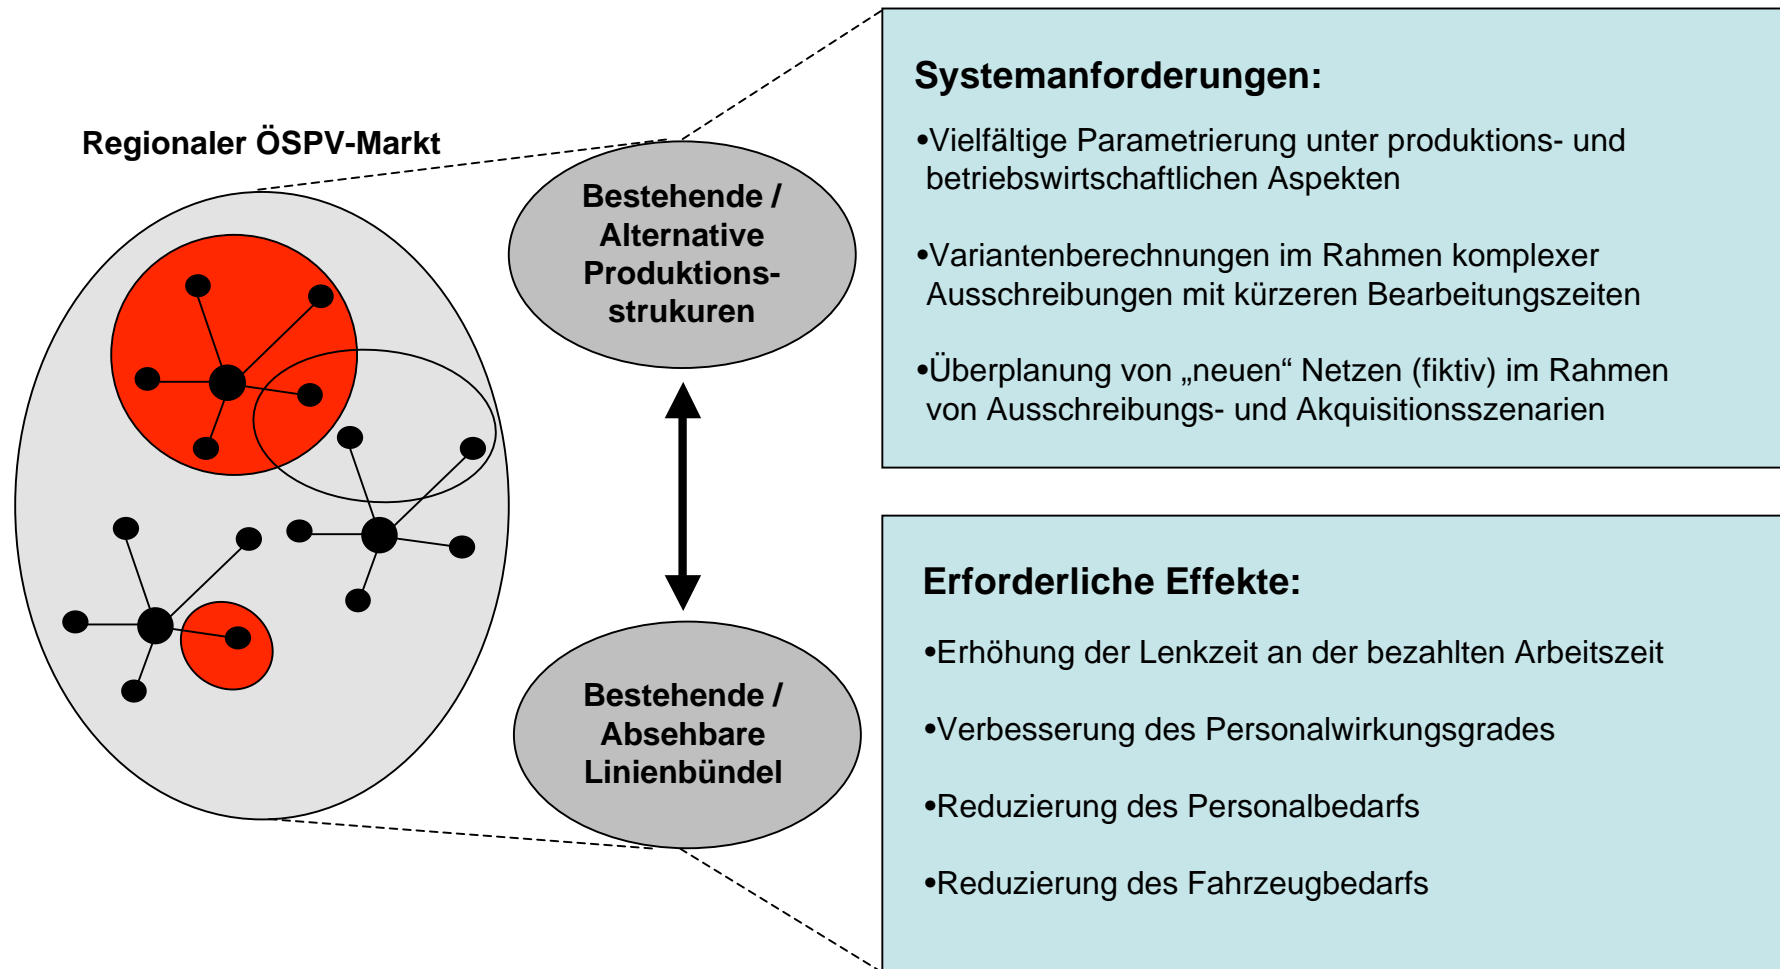 Regionaler ÖSPV-Markt
Bestehende /
Alternative
Produktions-
strukuren
Bestehende /
Absehbare
Linienbündel
Systemanforderungen:
•Vielfältige Parametrierung unter produktions- und
betriebswirtschaftlichen Aspekten
•Variantenberechnungen im Rahmen komplexer
Ausschreibungen mit kürzeren Bearbeitungszeiten
•Überplanung von „neuen“ Netzen (fiktiv) im Rahmen
von Ausschreibungs- und Akquisitionsszenarien
Erforderliche Effekte:
•Erhöhung der Lenkzeit an der bezahlten Arbeitszeit
•Verbesserung des Personalwirkungsgrades
•Reduzierung des Personalbedarfs
•Reduzierung des Fahrzeugbedarfs